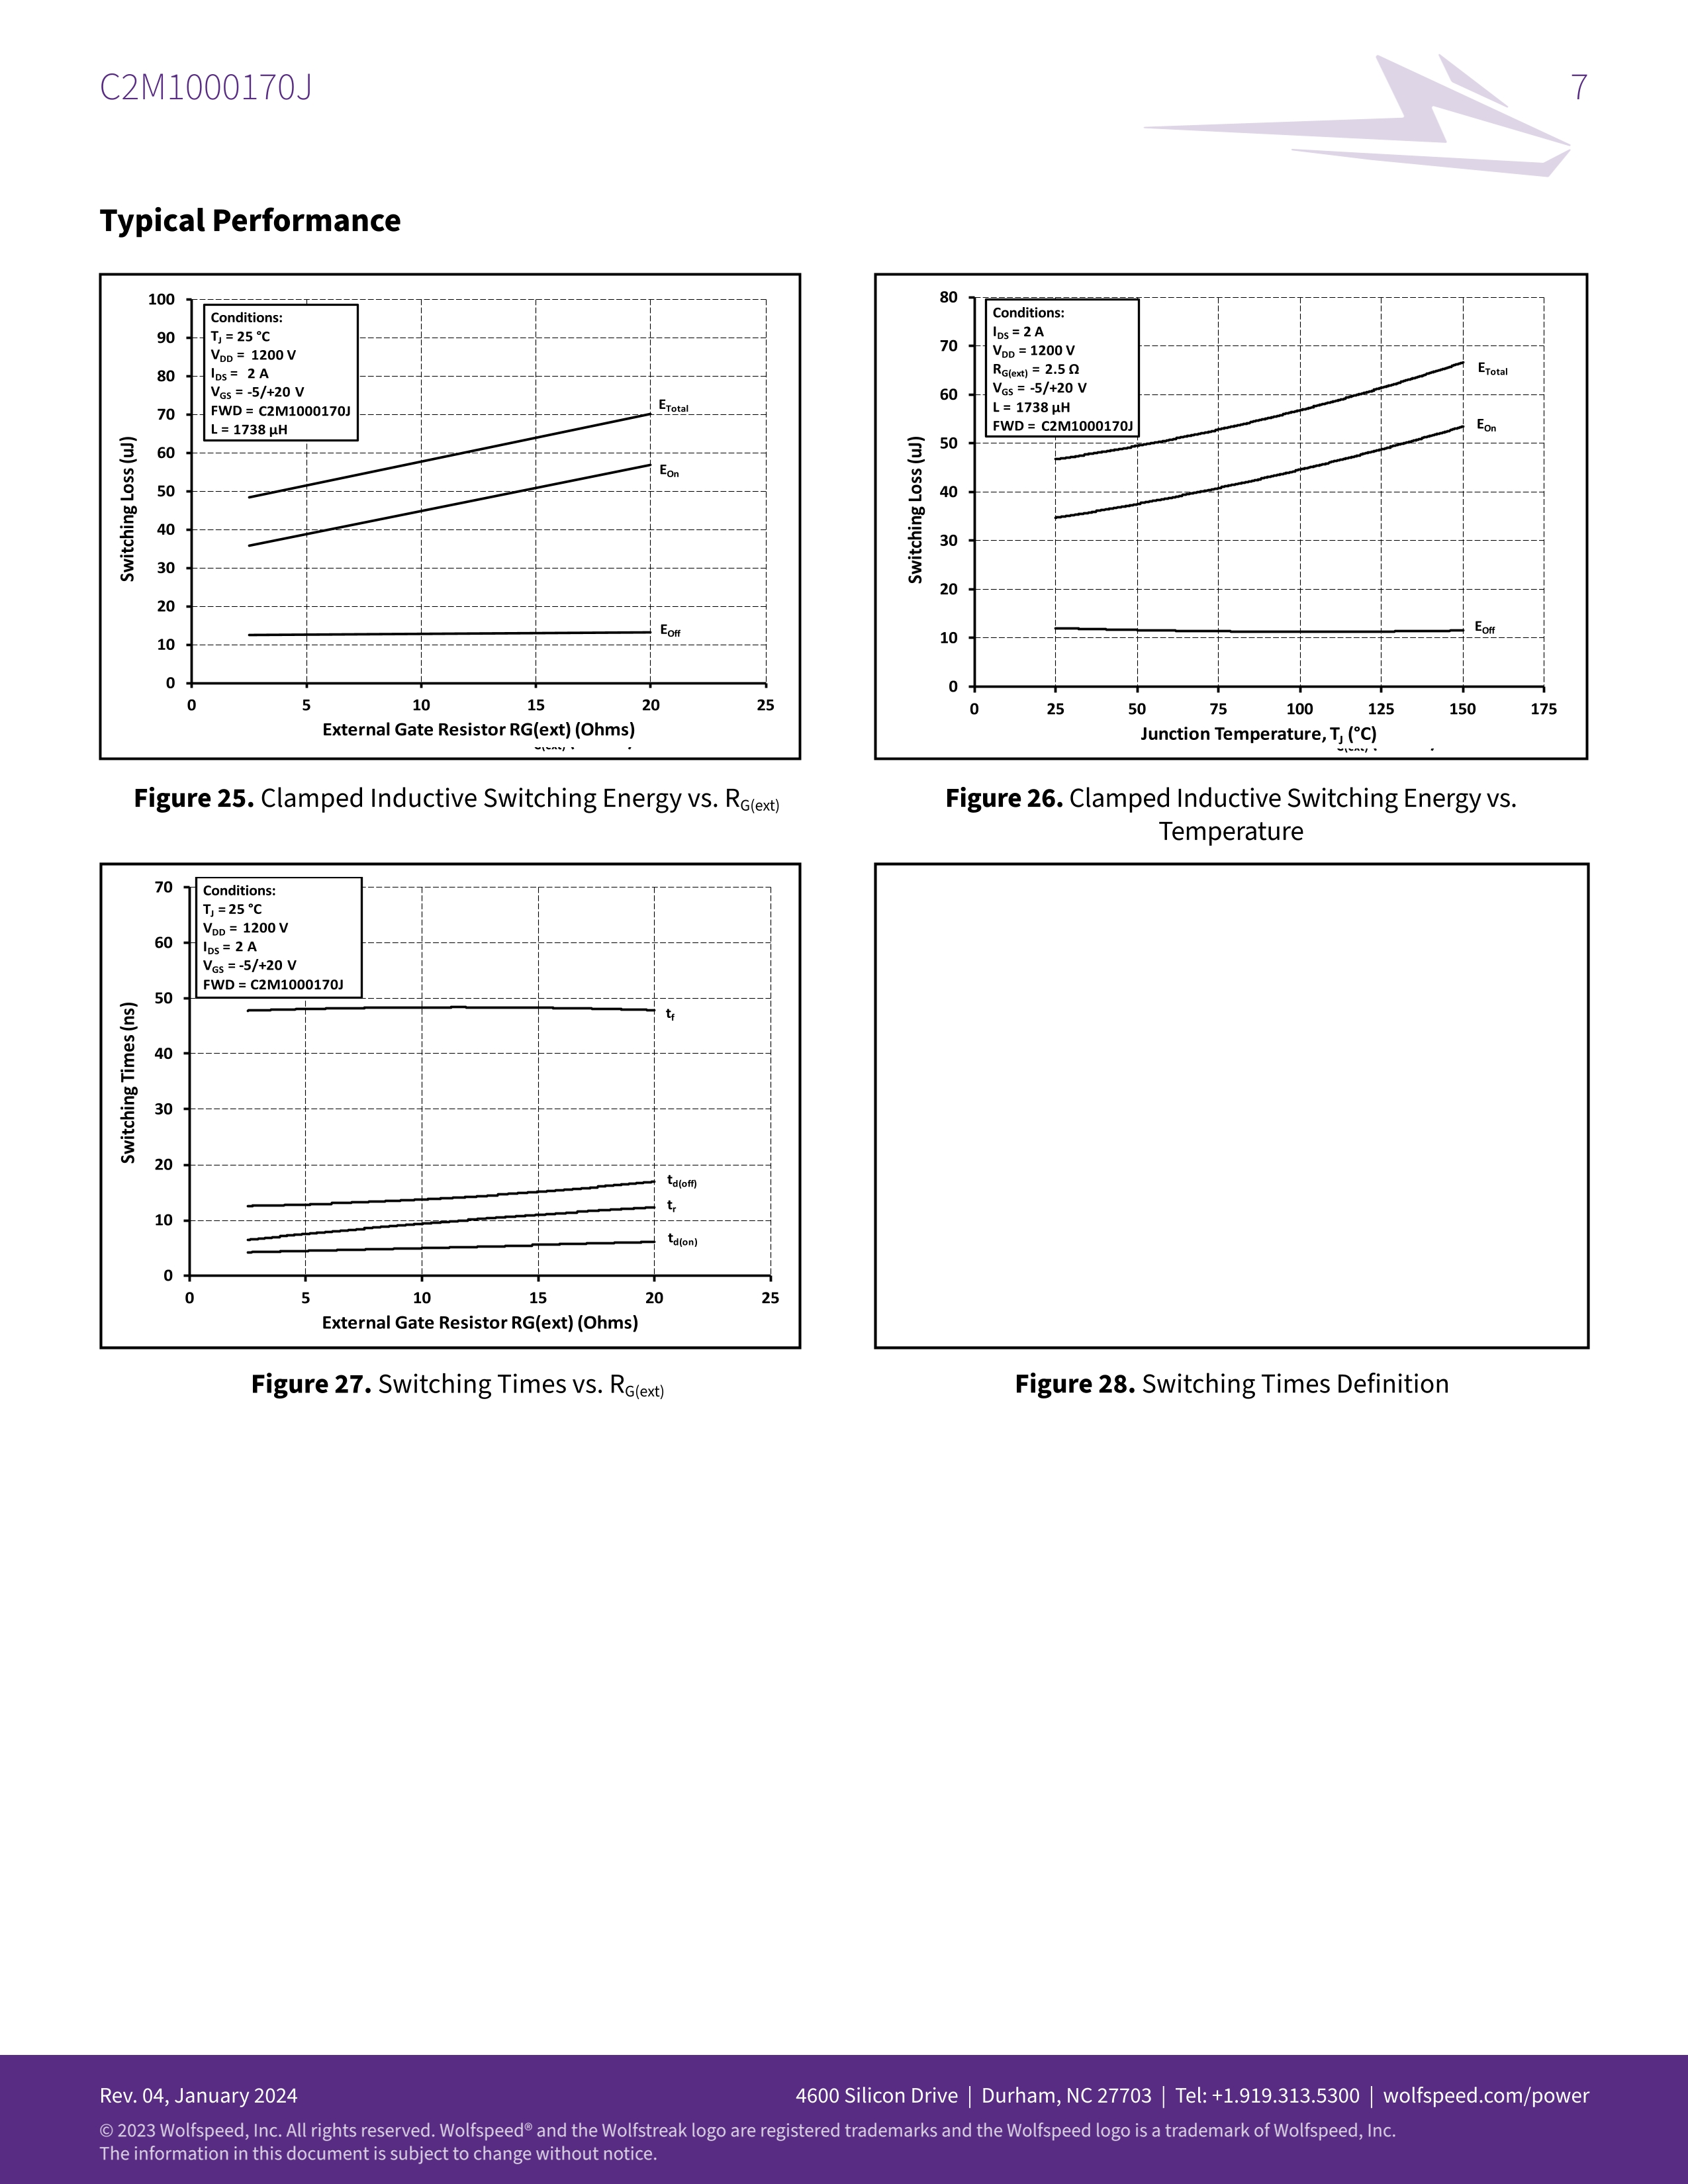 C2M1000170J
7
Typical Performance
100
90
80
70
60
50
40
30
20
10
0
0 5 10 15 20 25
Switching Loss (uJ)
External Gate Resistor RG(ext) (Ohms)
Conditions:
TJ = 25 °C
VDD = 1200 V
IDS = 2 A
VGS = -5/+20 V
FWD = C2M1000170J
L = 1738 μH
ETotal
EOn
EOff
Figure 25. Clamped Inductive Switching Energy vs. RG(ext)
80
70
60
50
40
30
20
10
0
0 25 50 75 100 125 150 175
Switching Loss (uJ)
Junction Temperature, TJ (°C)
Conditions:
IDS = 2 A
VDD = 1200 V
RG(ext) = 2.5 Ω
VGS = -5/+20 V
L = 1738 μH
FWD = C2M1000170J
ETotal
EOn
EOff
Figure 26. Clamped Inductive Switching Energy vs.
Temperature
70
60
50
40
30
20
10
0
0 5 10 15 20 25
Switching Times (ns)
External Gate Resistor RG(ext) (Ohms)
Conditions:
TJ = 25 °C
VDD = 1200 V
IDS = 2 A
VGS = -5/+20 V
FWD = C2M1000170J
tf
td(off)
tr
td(on)
Figure 27. Switching Times vs. RG(ext)
Figure 28. Switching Times Definition
Rev. 04, January 2024
4600 Silicon Drive | Durham, NC 27703 | Tel: +1.919.313.5300 | wolfspeed.com/power
© 2023 Wolfspeed, Inc. All rights reserved. Wolfspeed® and the Wolfstreak logo are registered trademarks and the Wolfspeed logo is a trademark of Wolfspeed, Inc.
The information in this document is subject to change without notice.